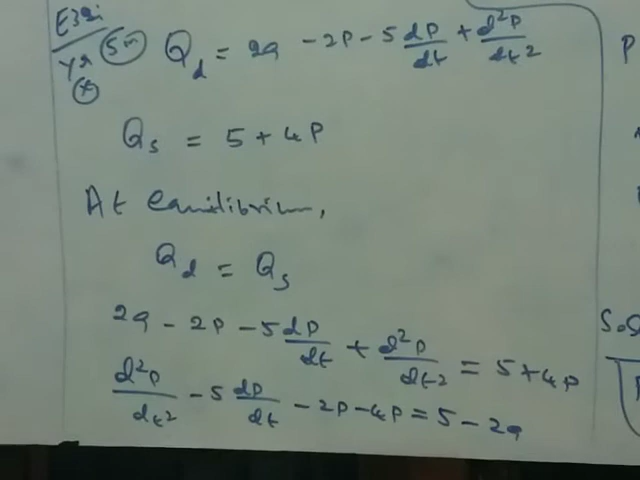 5m Q_d = 29 - 2P - 5 dP/dt + d²P/dt²
Q_s = 5 + 4P
At equilibrium,
Q_d = Q_s
29 - 2P - 5 dP/dt + d²P/dt² = 5 + 4P
d²P/dt² - 5 dP/dt - 2P - 4P = 5 - 29
P